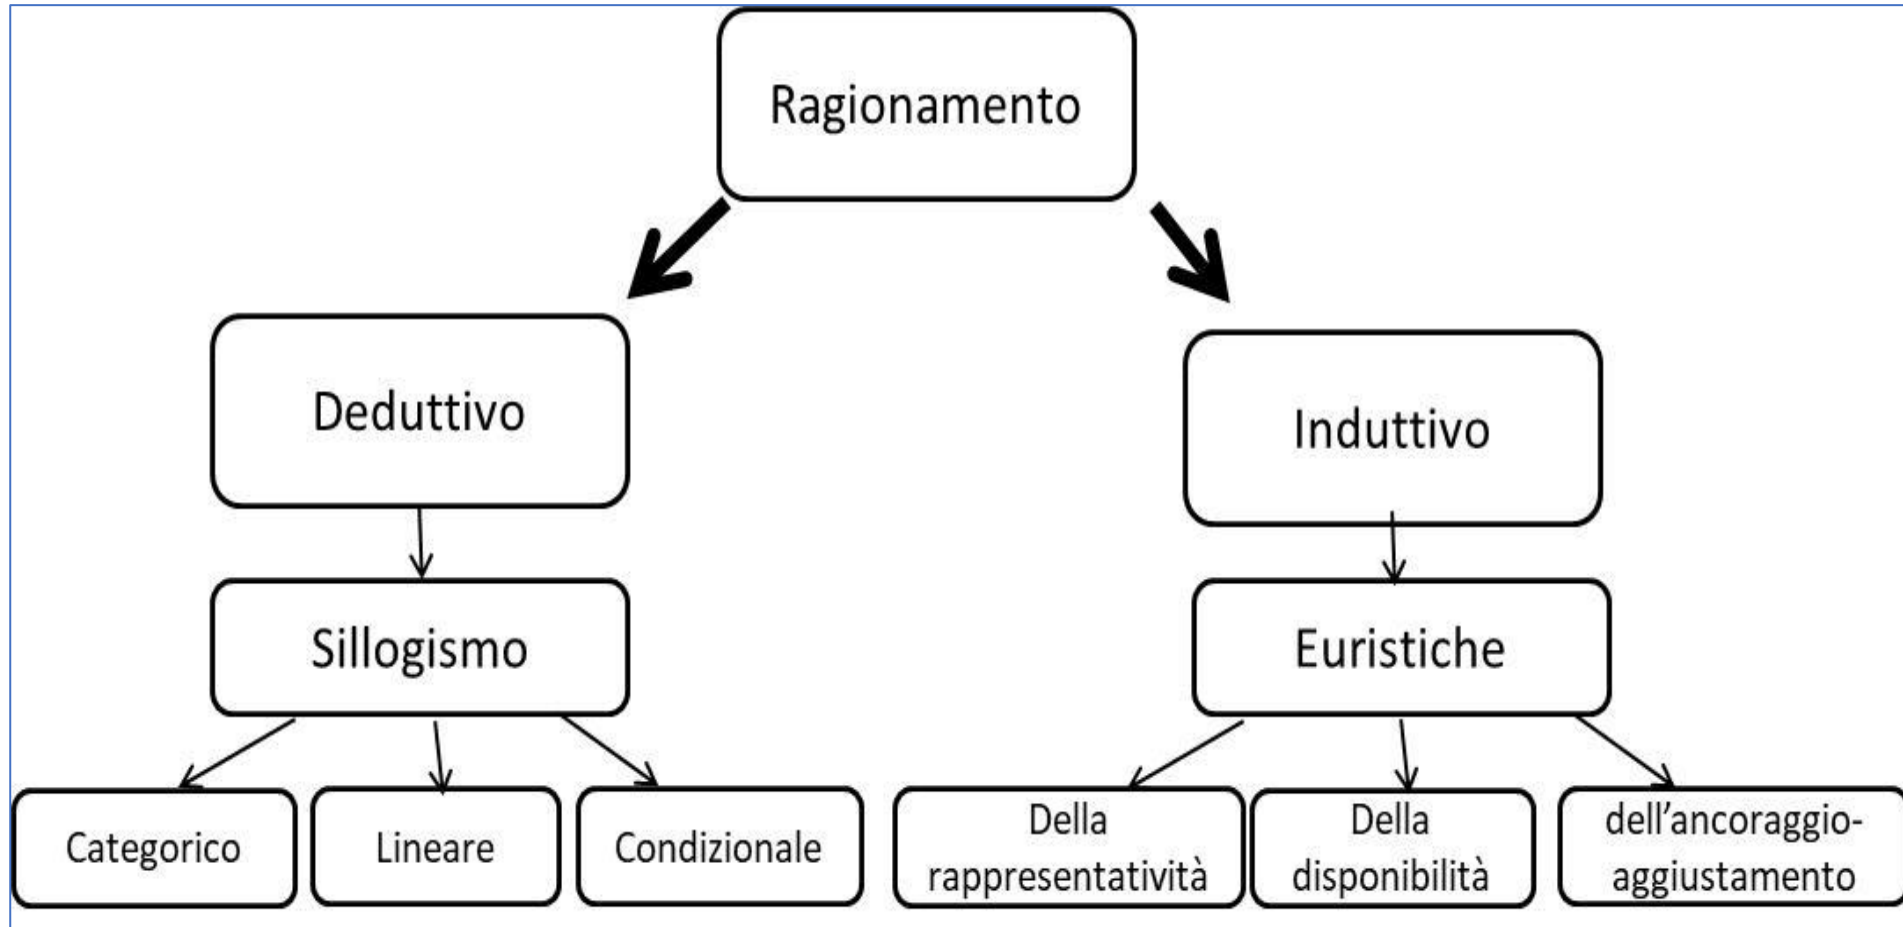 Ragionamento
Deduttivo
Induttivo
Sillogismo
Euristiche
Categorico
Lineare
Condizionale
Della
rappresentatività
Della
disponibilità
dell’ancoraggio-
aggiustamento